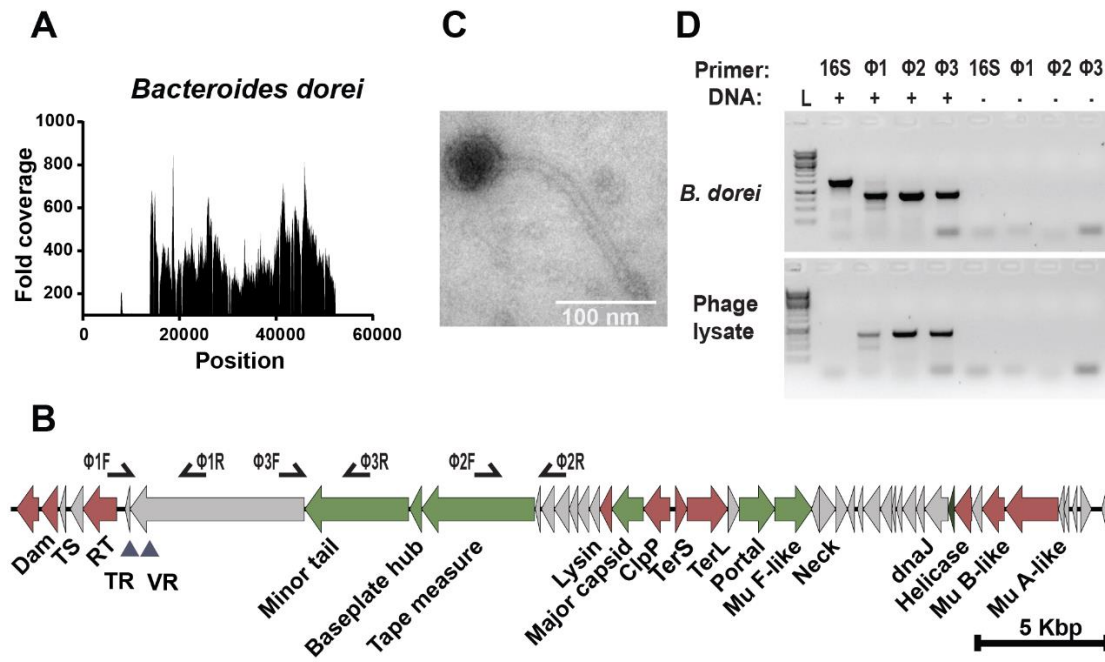 A
Bacteroides dorei
Fold coverage
1000
800
600
400
200
0
20000
40000
60000
Position
C
100 nm
D
Primer: 16S Φ1 Φ2 Φ3 16S Φ1 Φ2 Φ3
DNA: L + + + + - - - -
B. dorei
Phage
lysate
B
Φ1F
Φ1R
Φ3F
Φ3R
Φ2F
Φ2R
Dam
TS
RT
TR
VR
Minor tail
Baseplate hub
Tape measure
Lysin
Major capsid
ClpP
TerS
TerL
Portal
Mu F-like
Neck
dnaJ
Helicase
Mu B-like
Mu A-like
5 Kbp